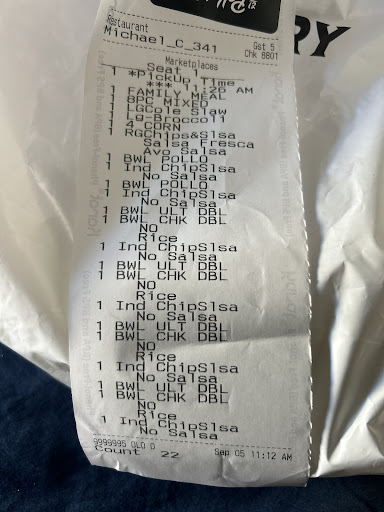 Restaurant
Michael_C_341
Gst 5
Chk 8801
Marketplaces
Seat
1 *PickUp Time
*** 11:26 AM
1 FAMILY MEAL
1 BPC MIXED
1 LGCole Slaw
1 Lg-Broccoli
1 4 CORN
1 RGChips&Slsa
Salsa Fresca
Avo Salsa
1 BWL POLLO
1 Ind ChipSlsa
No Salsa
1 BWL POLLO
1 Ind ChipSlsa
No Salsa
1 BWL ULT DBL
1 BWL CHK DBL
NO
Rice
1 Ind ChipSlsa
No Salsa
1 BWL ULT DBL
1 BWL CHK DBL
NO
Rice
1 Ind ChipSlsa
No Salsa
1 BWL ULT DBL
1 BWL CHK DBL
NO
Rice
1 Ind ChipSlsa
No Salsa
1 BWL ULT DBL
1 BWL CHK DBL
NO
Rice
1 Ind ChipSlsa
No Salsa
9999995 OLO O
Count 22
Sep 05 11:12 AM
RY